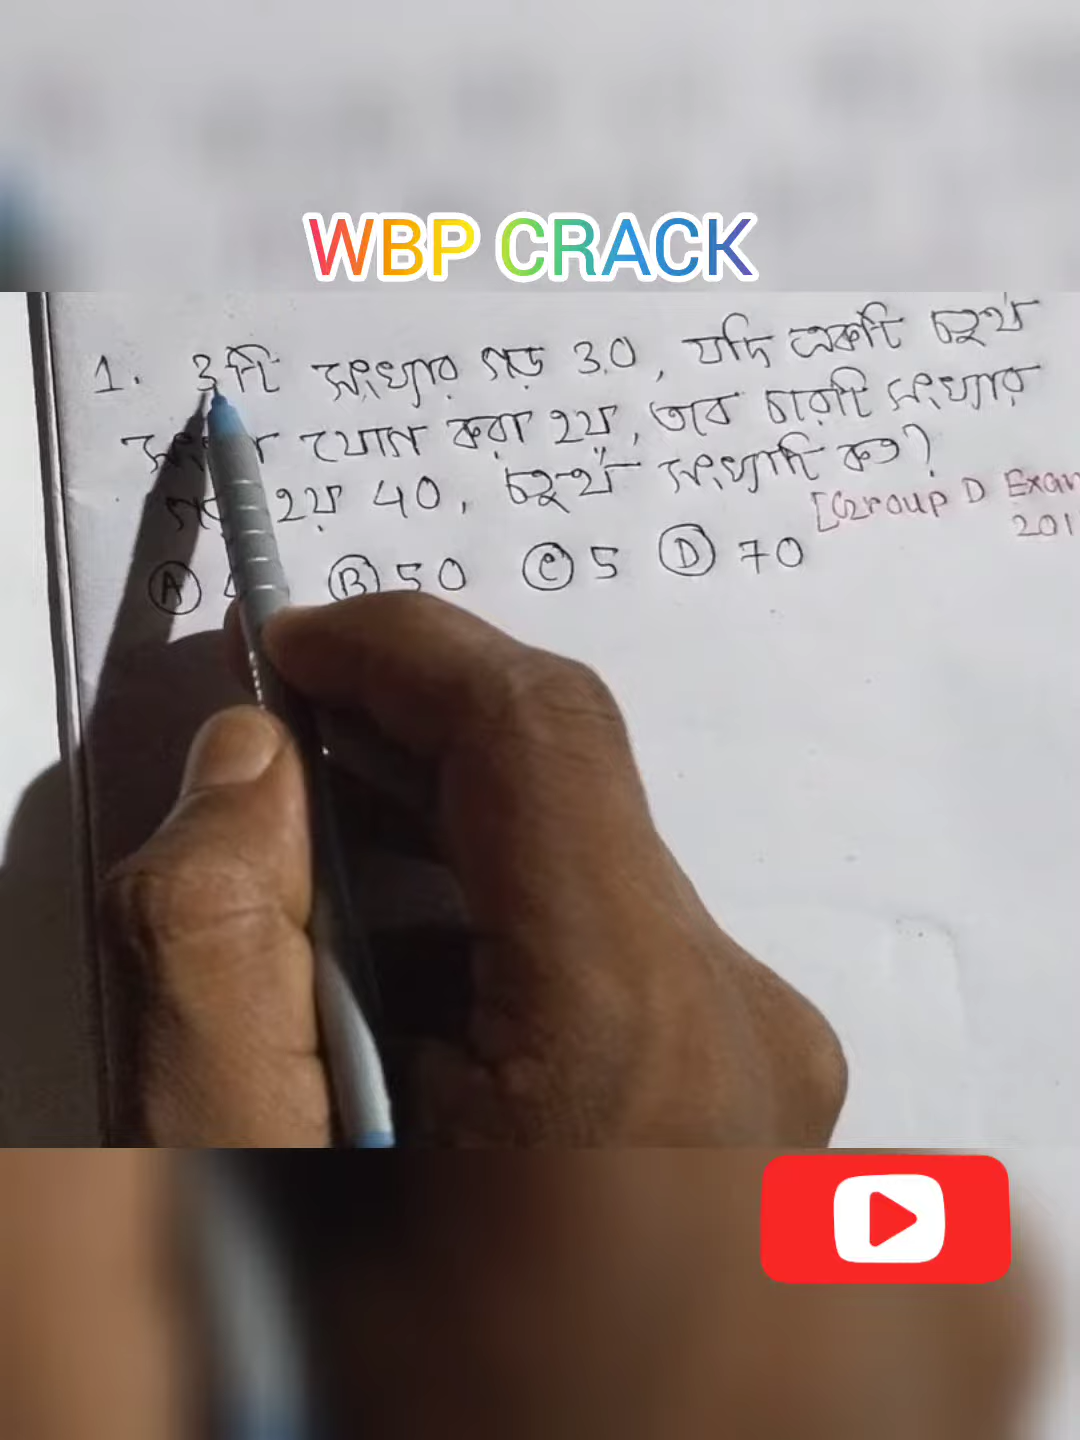 WBP CRACK
1. 3টি সংখ্যার গড় 30, যদি একটি চতুর্থ
যোগ করা হয়, তবে চারটি সংখ্যার
হয় 40, চতুর্থ সংখ্যাটি কত?
[Group D Exam
201
Ⓐ Ⓑ 50 Ⓒ 5 Ⓓ 70